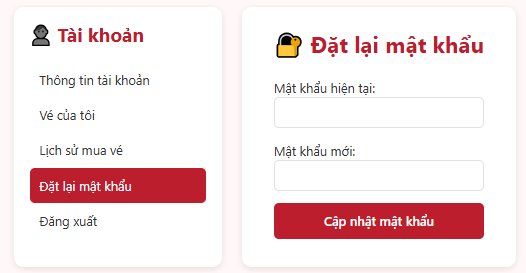 Tài khoản
Thông tin tài khoản
Vé của tôi
Lịch sử mua vé
Đặt lại mật khẩu
Đăng xuất
Đặt lại mật khẩu
Mật khẩu hiện tại:
Mật khẩu mới:
Cập nhật mật khẩu